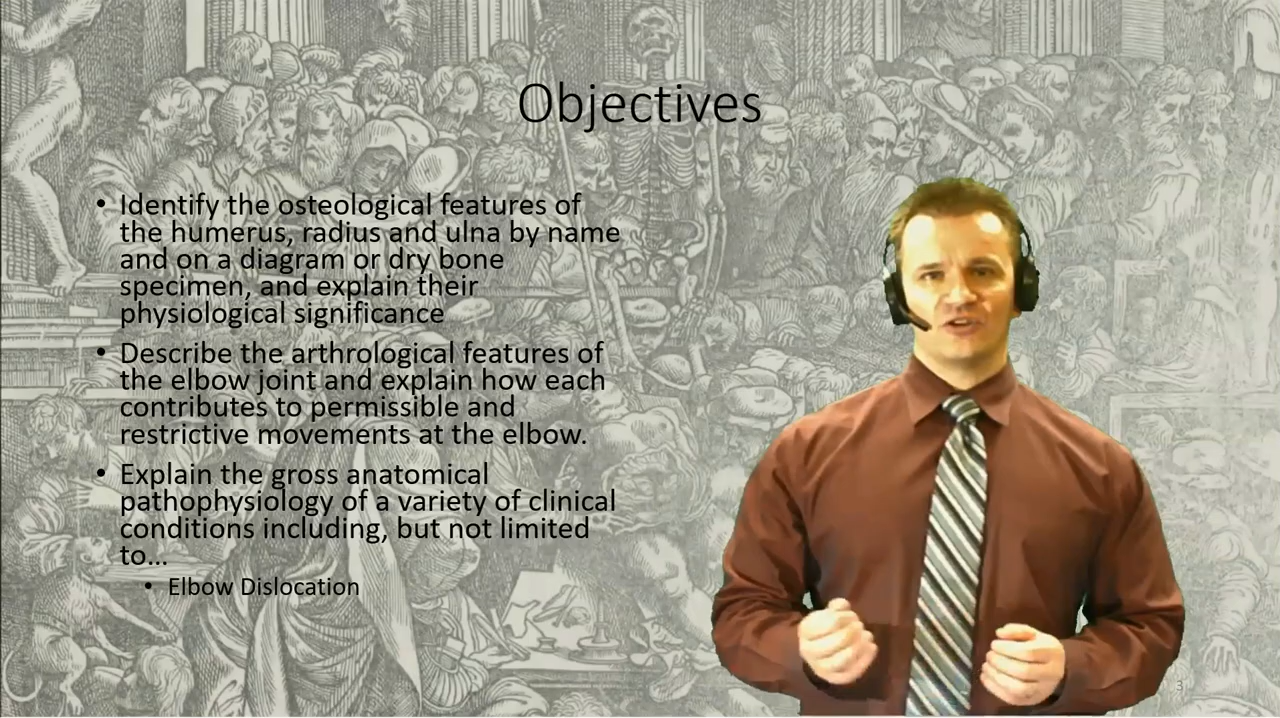 Objectives
• Identify the osteological features of
the humerus, radius and ulna by name
and on a diagram or dry bone
specimen, and explain their
physiological significance
• Describe the arthrological features of
the elbow joint and explain how each
contributes to permissible and
restrictive movements at the elbow.
• Explain the gross anatomical
pathophysiology of a variety of clinical
conditions including, but not limited
to...
• Elbow Dislocation
3